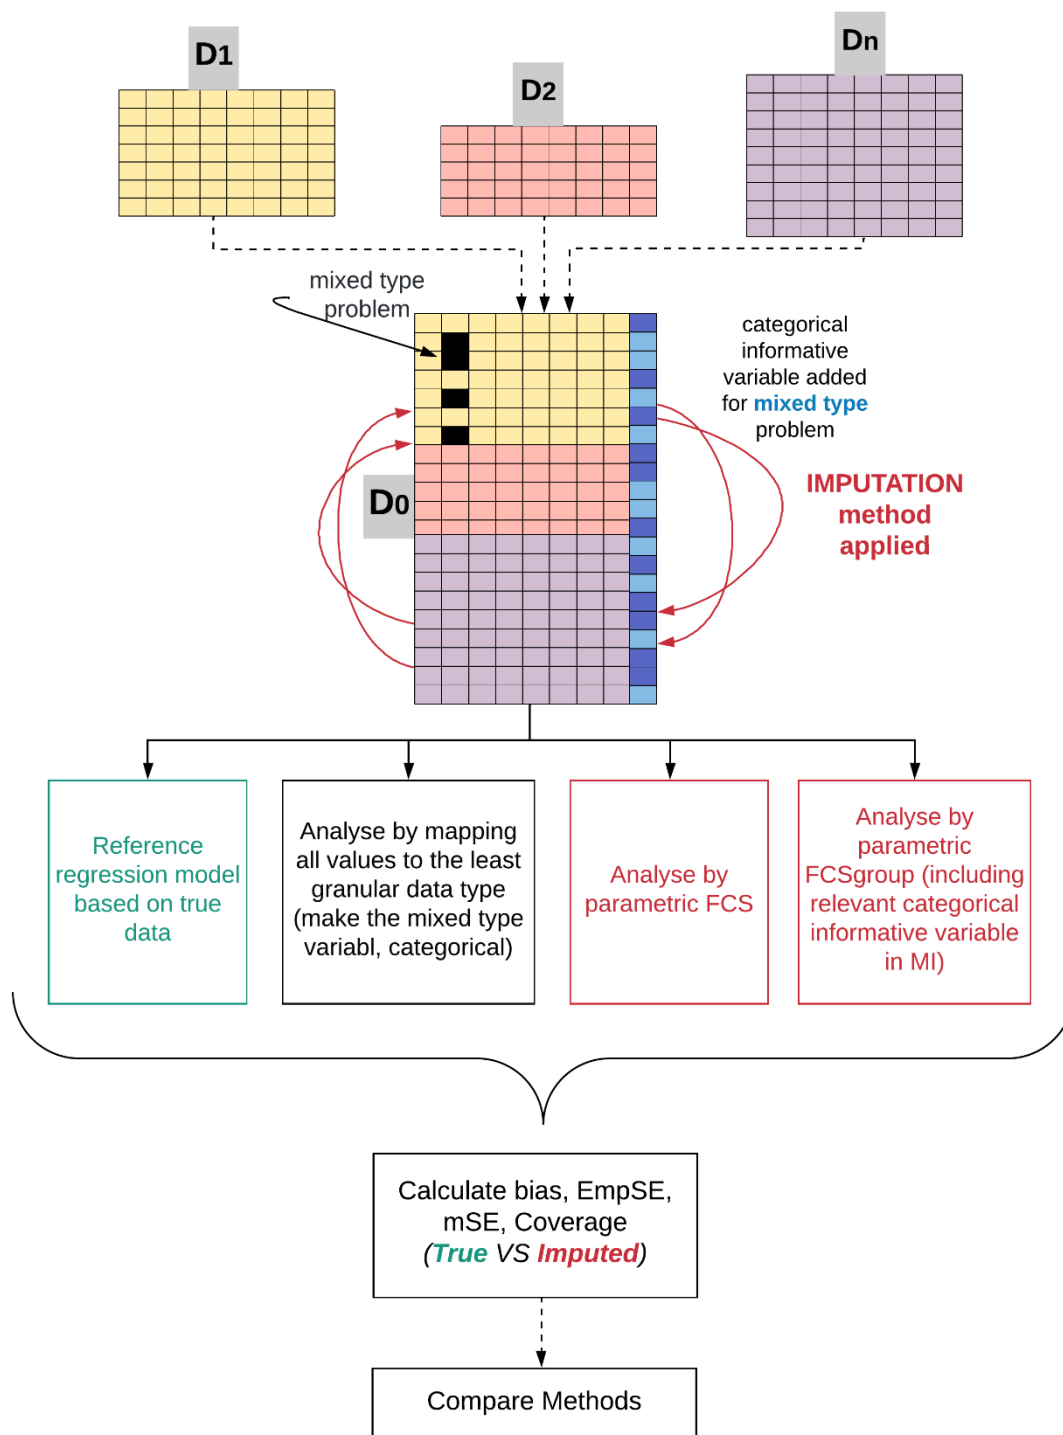 D1
D2
Dn
mixed type
problem
categorical
informative
variable added
for mixed type
problem
D0
IMPUTATION
method
applied
Reference
regression model
based on true
data
Analyse by mapping
all values to the least
granular data type
(make the mixed type
variabl, categorical)
Analyse by
parametric FCS
Analyse by
parametric
FCSgroup (including
relevant categorical
informative variable
in MI)
Calculate bias, EmpSE,
mSE, Coverage
(True VS Imputed)
Compare Methods